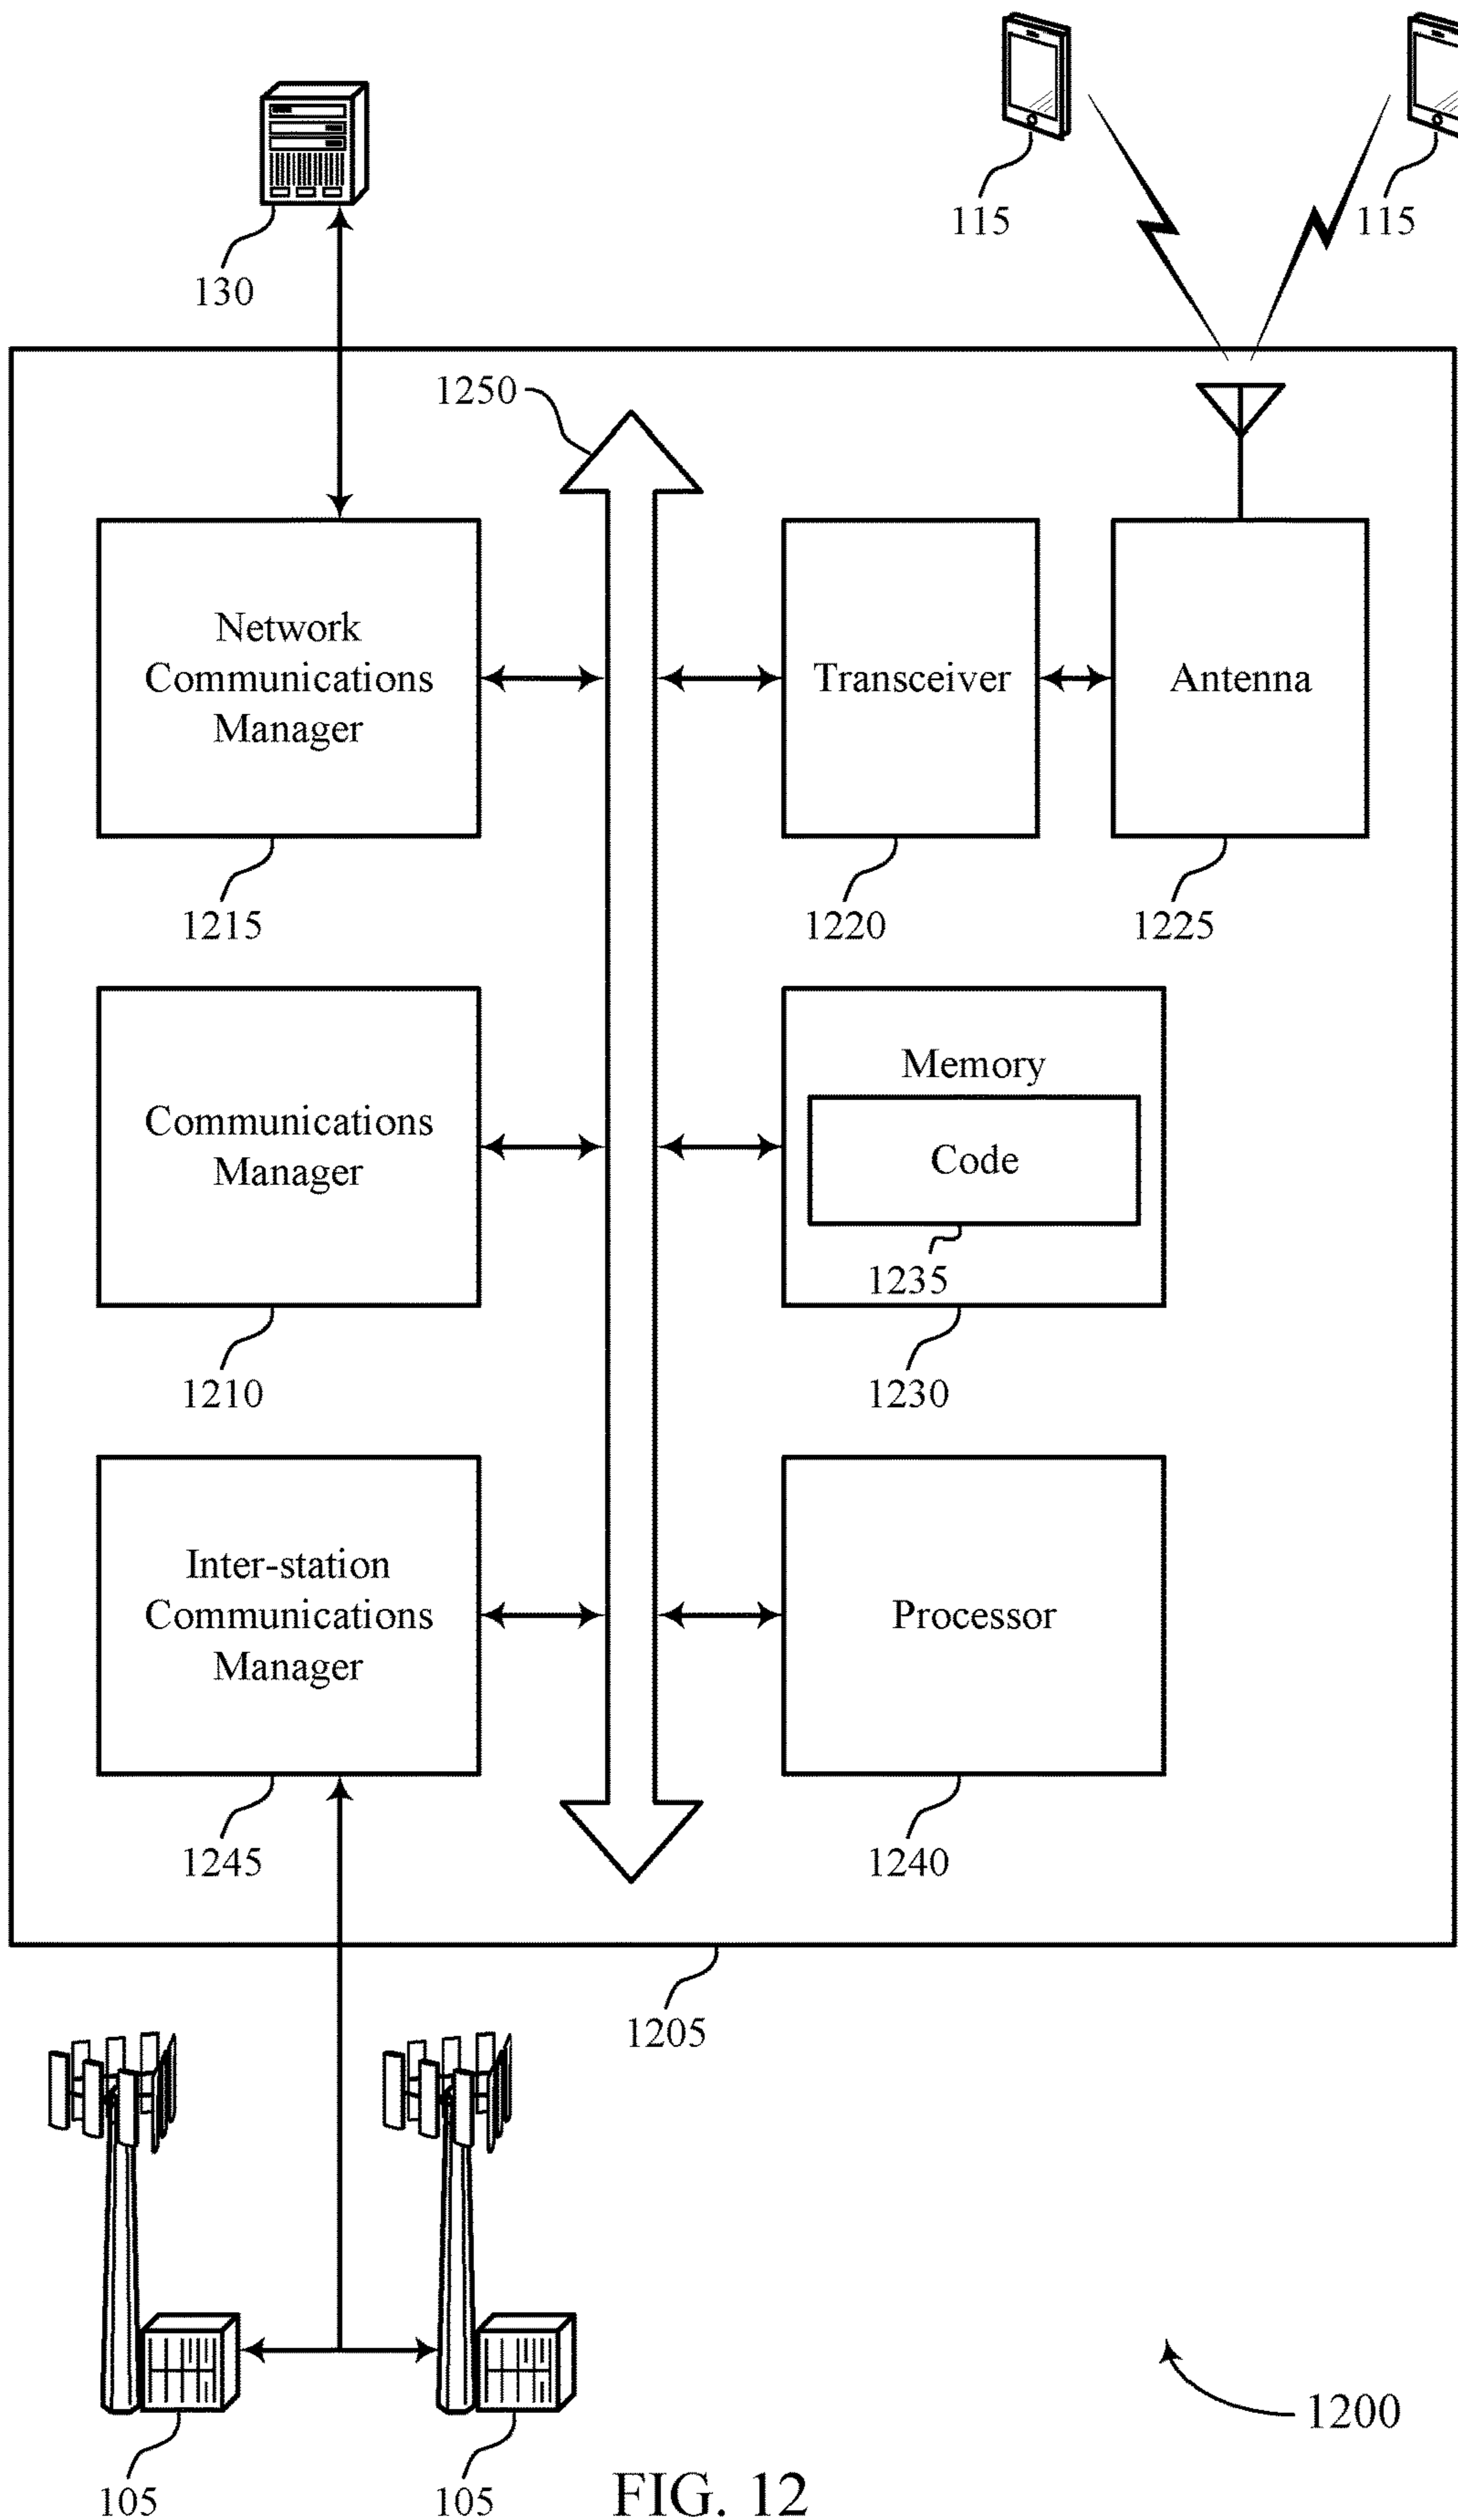 115
115
130
1250
Network
Communications
Manager
Transceiver
Antenna
1215
1220
1225
Communications
Manager
Memory
Code
1235
1210
1230
Inter-station
Communications
Manager
Processor
1245
1240
1205
1200
105
105
FIG. 12